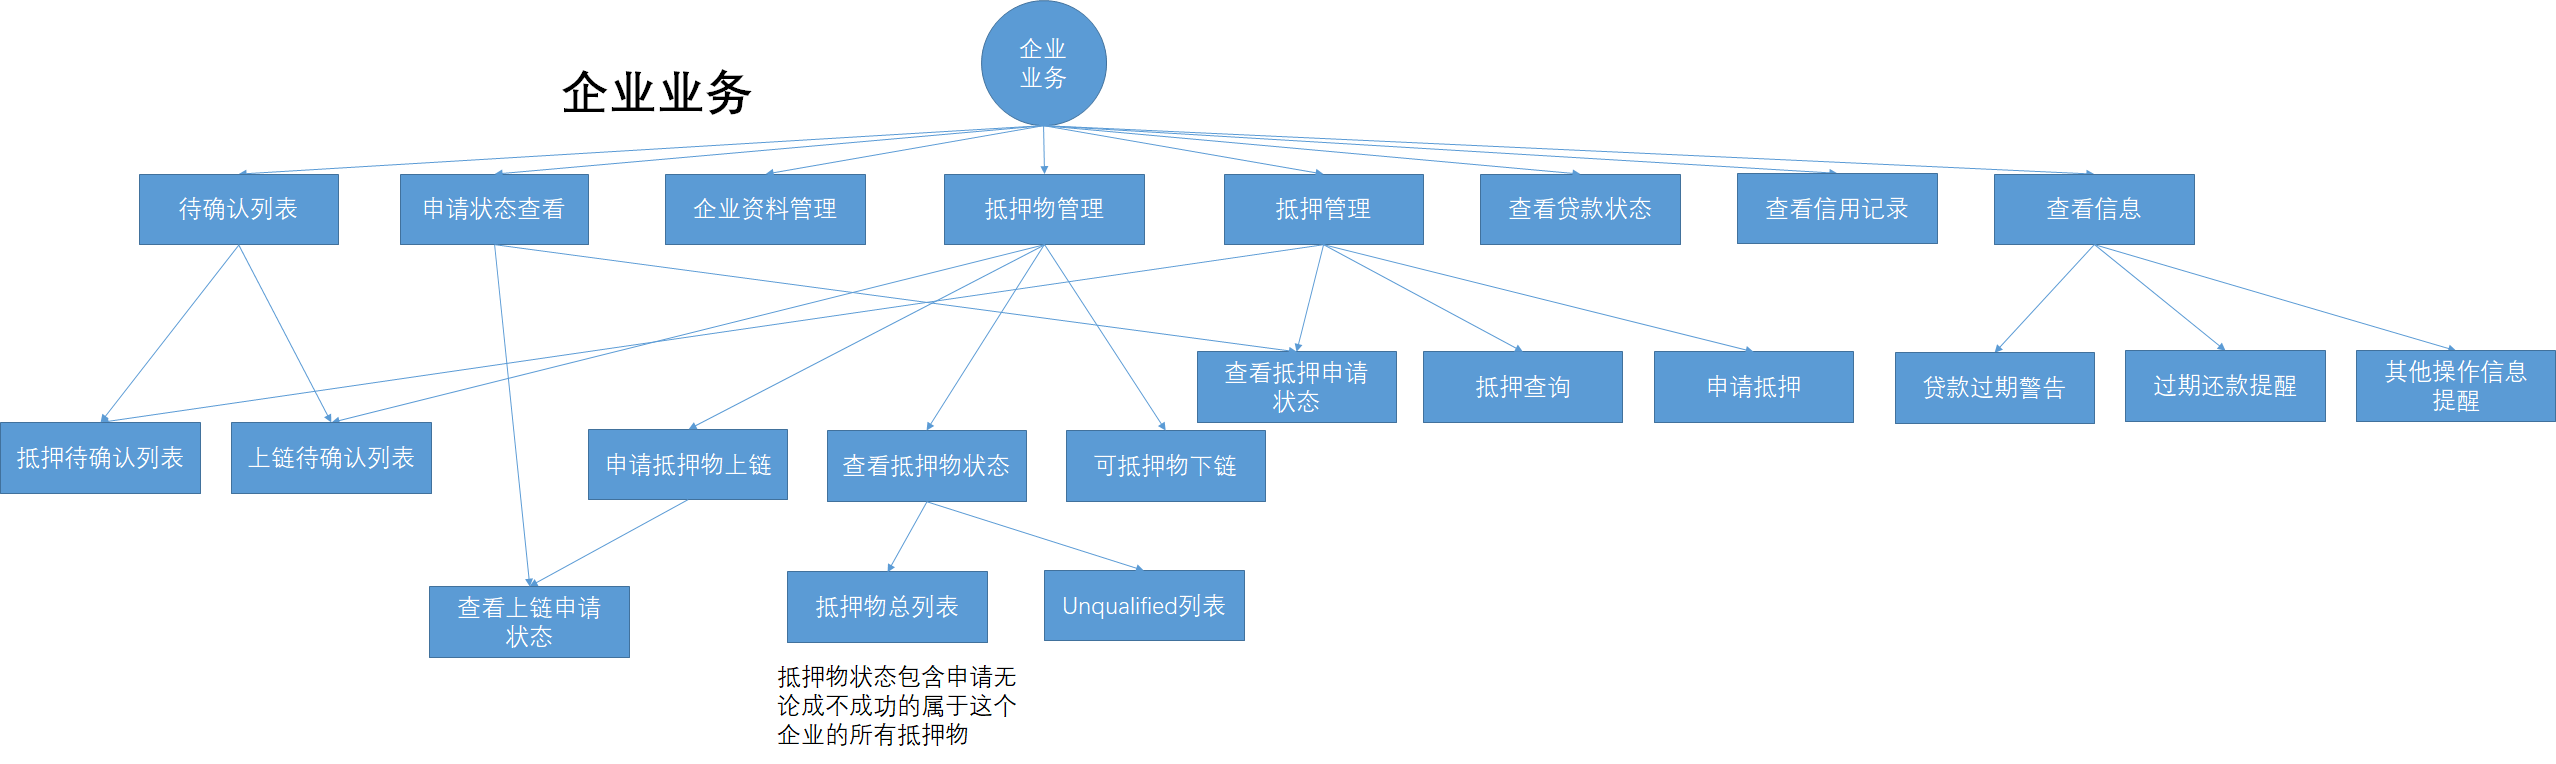 企业
业务
企业业务
待确认列表
申请状态查看
企业资料管理
抵押物管理
抵押管理
查看贷款状态
查看信用记录
查看信息
查看抵押申请
状态
抵押查询
申请抵押
贷款过期警告
过期还款提醒
其他操作信息
提醒
抵押待确认列表
上链待确认列表
申请抵押物上链
查看抵押物状态
可抵押物下链
查看上链申请
状态
抵押物总列表
Unqualified列表
抵押物状态包含申请无
论成不成功的属于这个
企业的所有抵押物